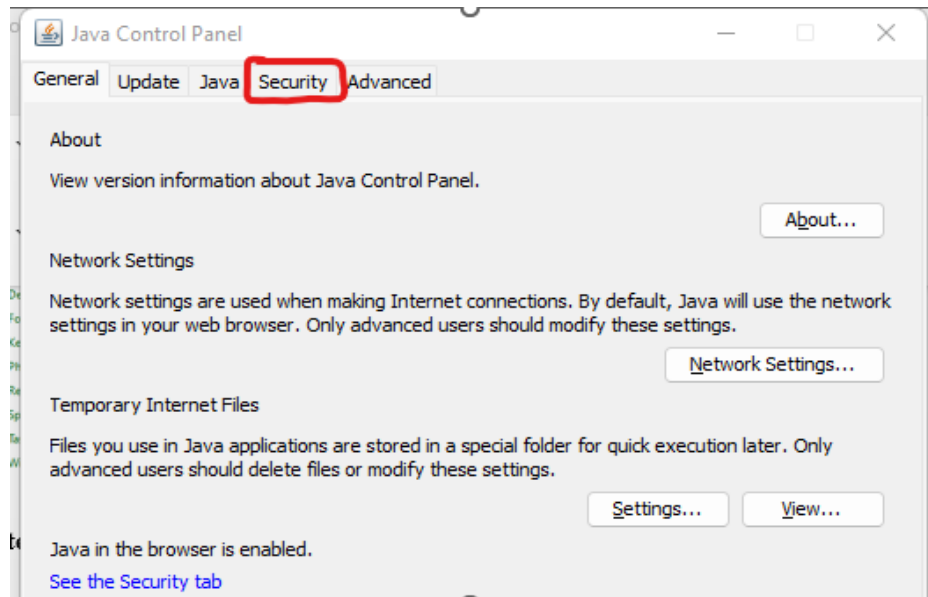 Java Control Panel
General Update Java Security Advanced
About
View version information about Java Control Panel.
About...
Network Settings
Network settings are used when making Internet connections. By default, Java will use the network
settings in your web browser. Only advanced users should modify these settings.
Network Settings...
Temporary Internet Files
Files you use in Java applications are stored in a special folder for quick execution later. Only
advanced users should delete files or modify these settings.
Settings... View...
Java in the browser is enabled.
See the Security tab